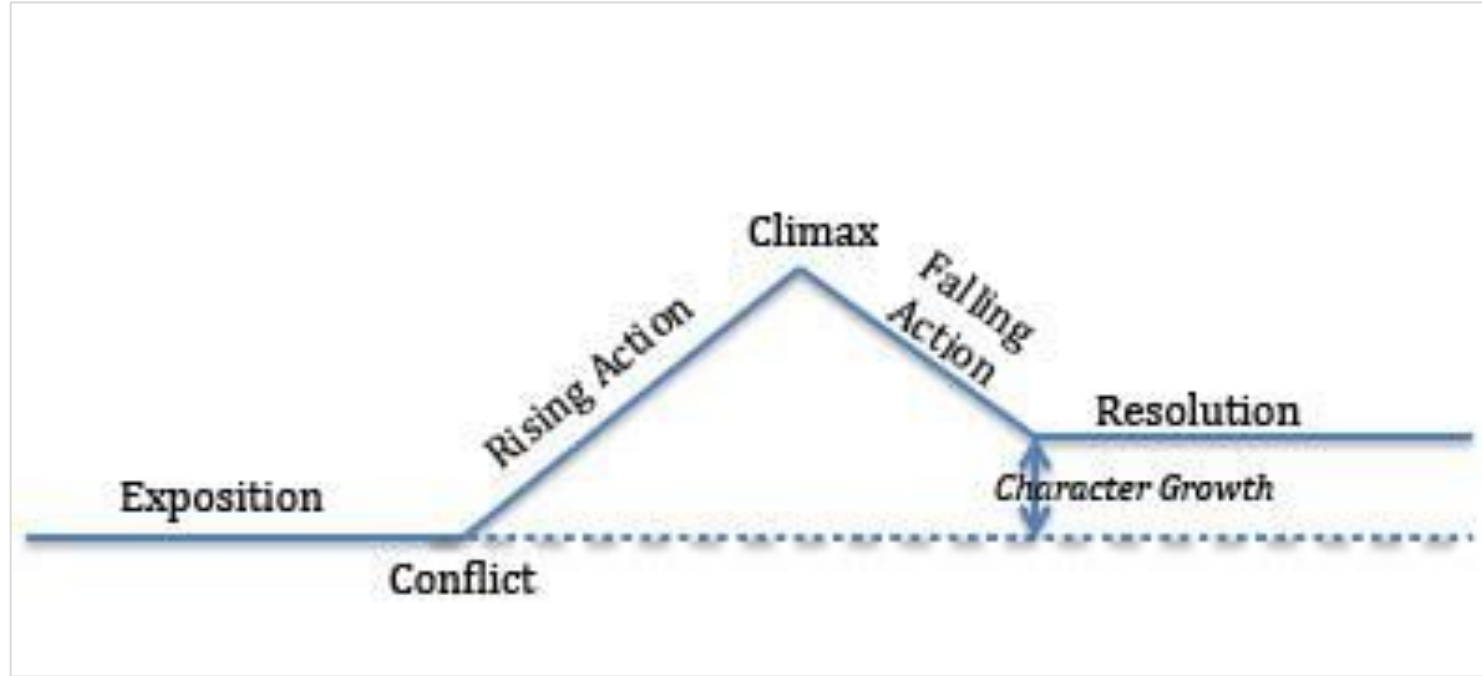 Climax
Falling
Action
Rising Action
Resolution
Character Growth
Exposition
Conflict